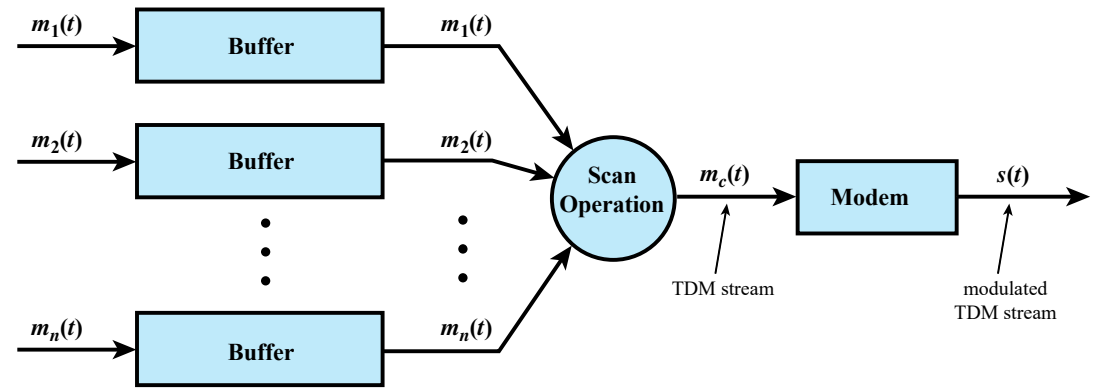 m1(t)
Buffer
m1(t)
m2(t)
Buffer
m2(t)
Scan
Operation
mc(t)
Modem
s(t)
TDM stream
modulated
TDM stream
mn(t)
Buffer
mn(t)